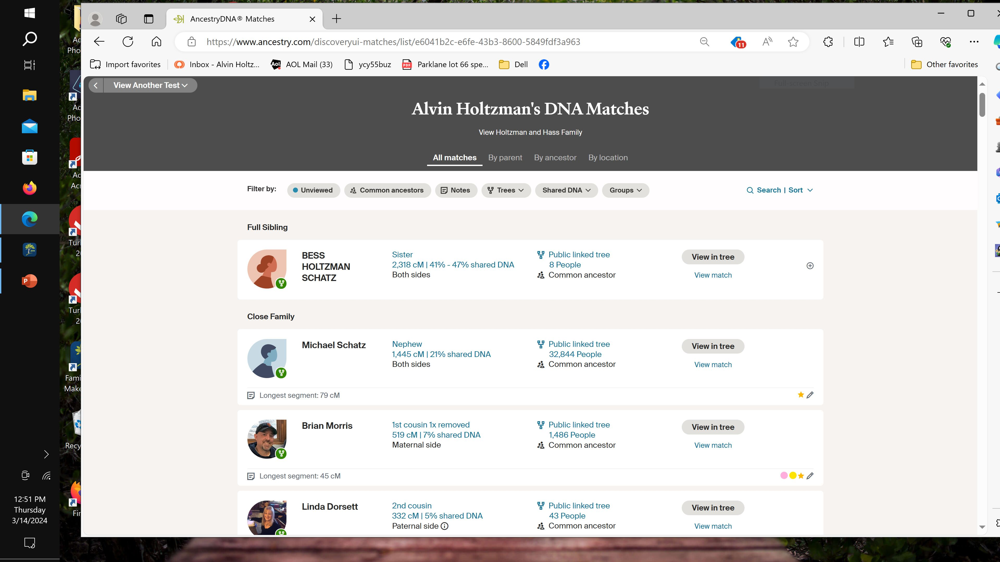 AncestryDNA® Matches
https://www.ancestry.com/discoveryui-matches/list/e6041b2c-e6fe-43b3-8600-5849fdf3a963
11
Import favorites
Inbox - Alvin Holtz...
AOL Mail (33)
ycy55buz
Parklane lot 66 spe...
Dell
Other favorites
View Another Test
Full-screen Snip
Alvin Holtzman's DNA Matches
View Holtzman and Hass Family
All matches By parent By ancestor By location
Filter by: Unviewed Common ancestors Notes Trees Shared DNA Groups
Search | Sort
Full Sibling
BESS
HOLTZMAN
SCHATZ
Sister
2,318 cM | 41% - 47% shared DNA
Both sides
Public linked tree
8 People
Common ancestor
View in tree
View match
Close Family
Michael Schatz
Nephew
1,445 cM | 21% shared DNA
Both sides
Public linked tree
32,844 People
Common ancestor
View in tree
View match
Longest segment: 79 cM
Brian Morris
1st cousin 1x removed
519 cM | 7% shared DNA
Maternal side
Public linked tree
1,486 People
Common ancestor
View in tree
View match
Longest segment: 45 cM
Linda Dorsett
2nd cousin
332 cM | 5% shared DNA
Paternal side
Public linked tree
43 People
Common ancestor
View in tree
View match
Ac
Pho
Ac
Pho
Ac
Acr
Tur
2
Tur
2
Fami
Make
Recy
Fir
12:51 PM
Thursday
3/14/2024